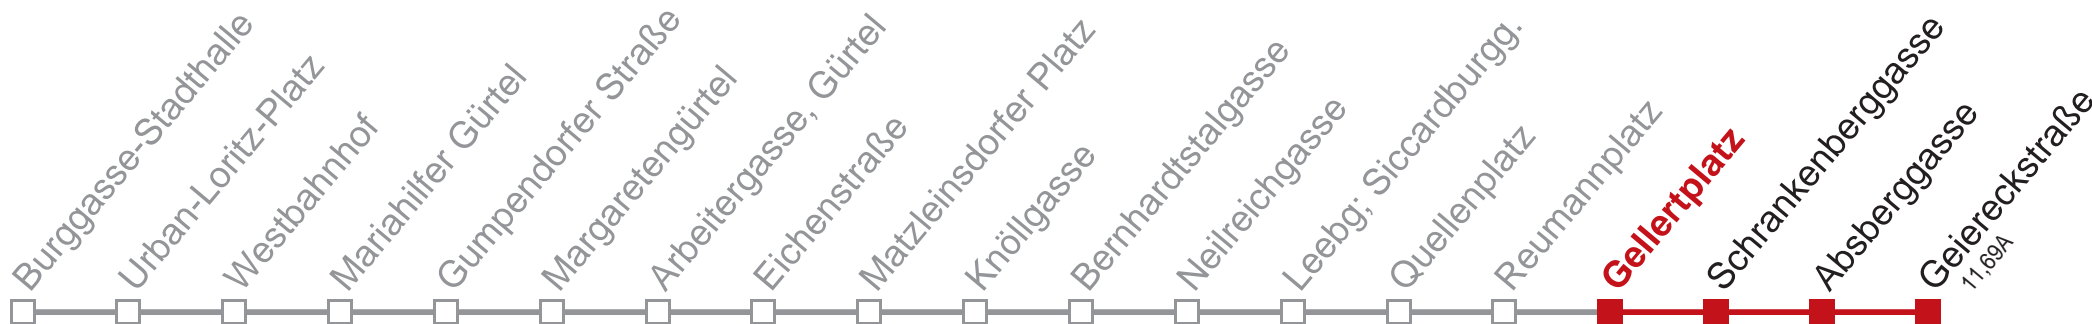 Burggasse-Stadthalle
Urban-Loritz-Platz
Westbahnhof
Mariahilfer Gürtel
Gumpendorfer Straße
Margaretengürtel
Arbeitergasse, Gürtel
Eichenstraße
Matzleinsdorfer Platz
Knöllgasse
Bernhardtstalgasse
Neilreichgasse
Leebg; Siccardburgg.
Quellenplatz
Reumannplatz
Gellertplatz
Schrankenberggasse
Absberggasse
Geiereckstraße
11,69A